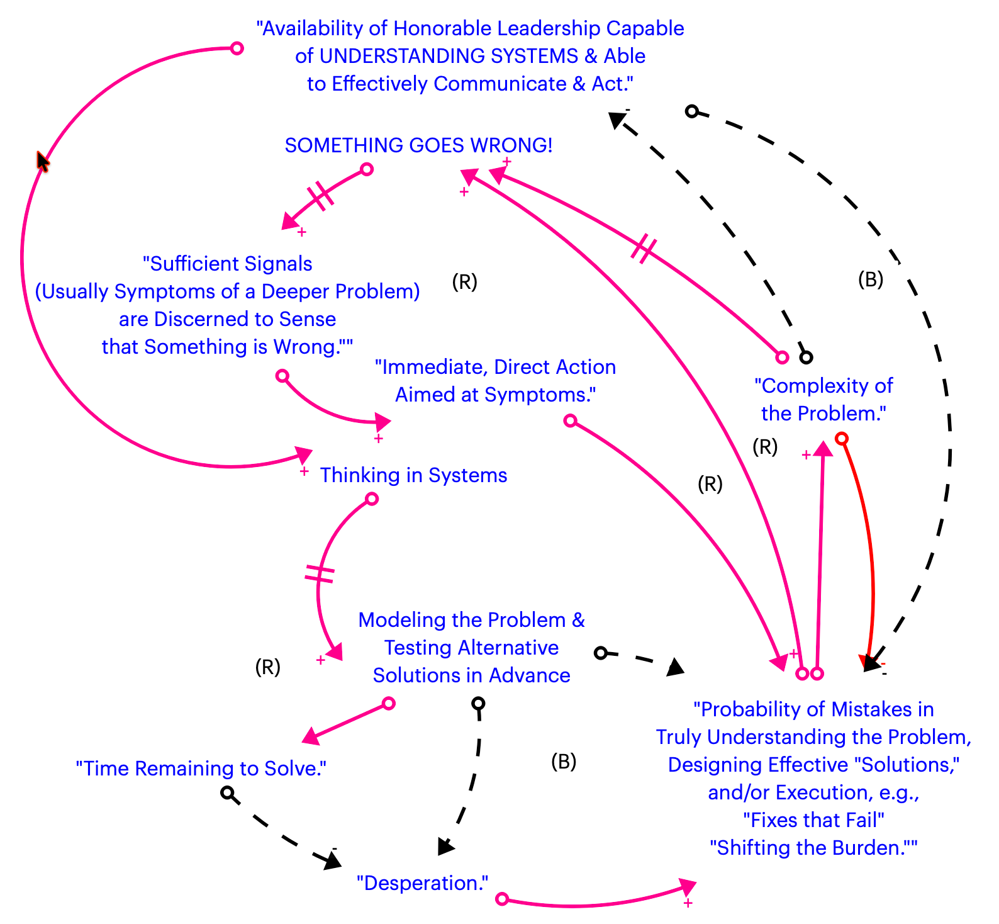 "Availability of Honorable Leadership Capable
of UNDERSTANDING SYSTEMS & Able
to Effectively Communicate & Act."
-
SOMETHING GOES WRONG!
+
+
+
"Sufficient Signals
(Usually Symptoms of a Deeper Problem)
are Discerned to Sense
that Something is Wrong.""
(R)
(B)
"Immediate, Direct Action
Aimed at Symptoms."
+
"Complexity of
the Problem."
(R)
+
+
Thinking in Systems
(R)
Modeling the Problem &
Testing Alternative
Solutions in Advance
+
(R)
+
-
-
"Probability of Mistakes in
Truly Understanding the Problem,
Designing Effective "Solutions,"
and/or Execution, e.g.,
"Fixes that Fail"
"Shifting the Burden.""
"Time Remaining to Solve."
(B)
-
"Desperation."
+